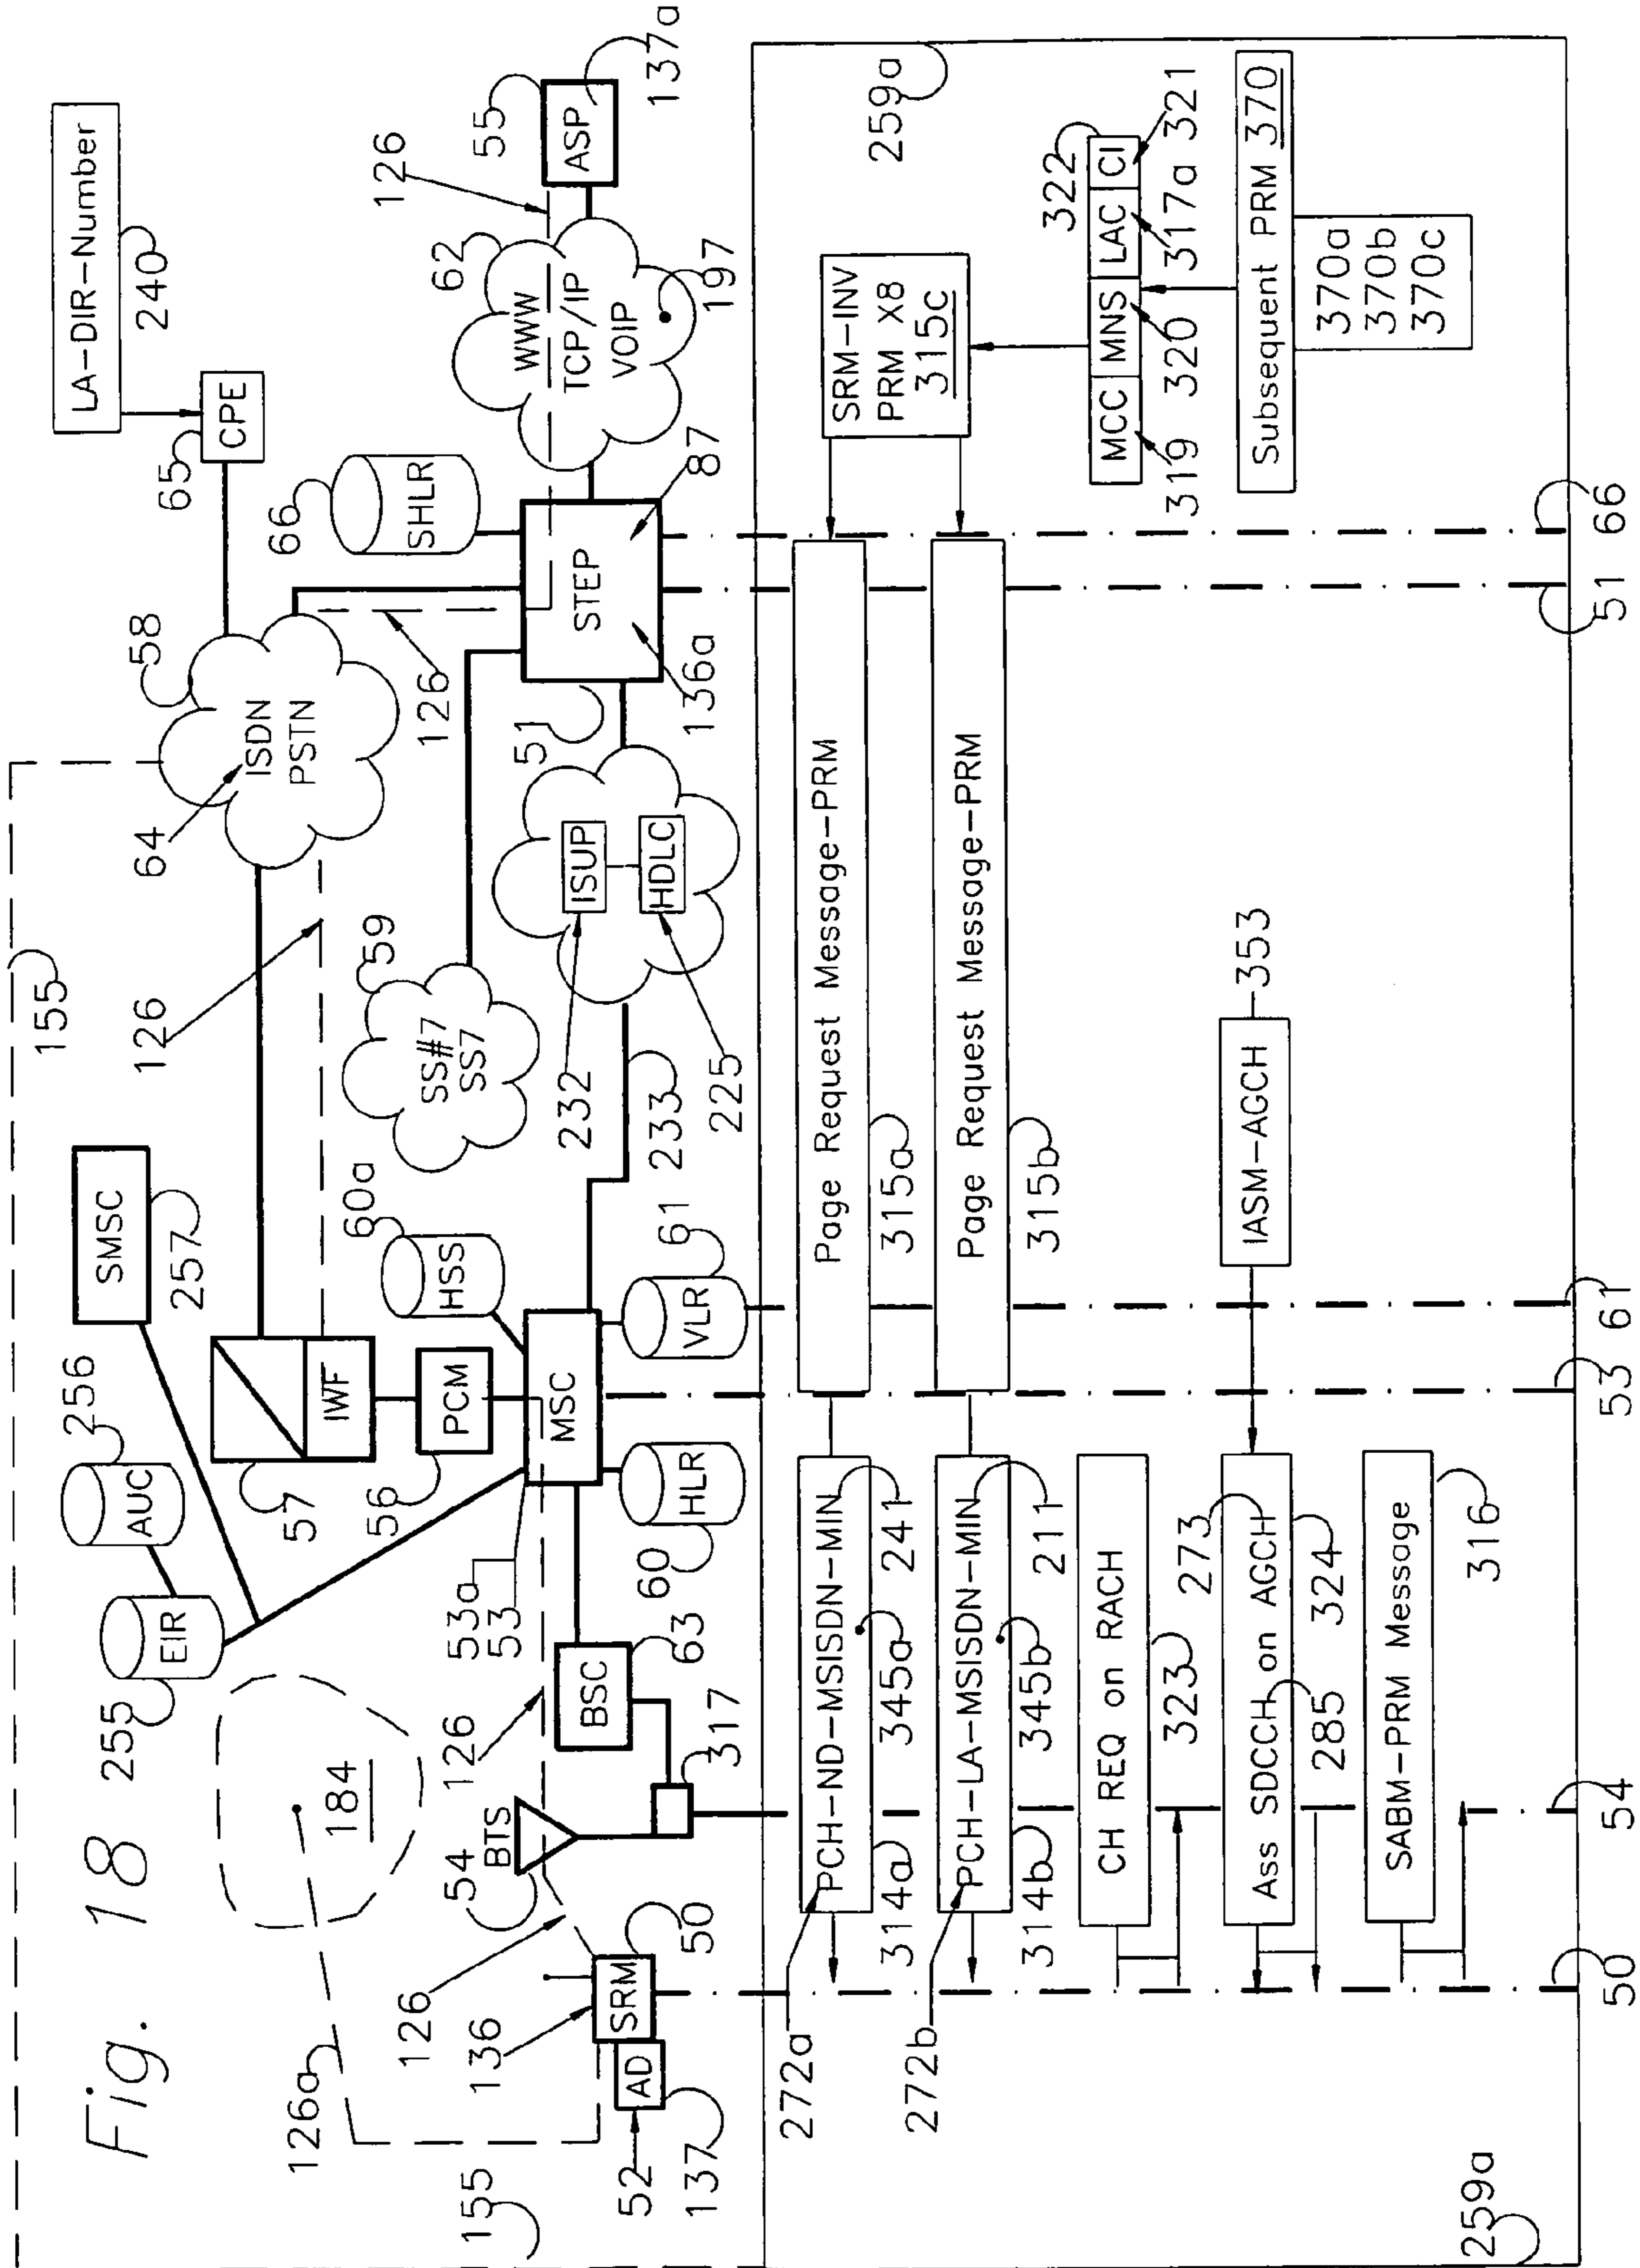 Fig. 18
155
LA-DIR-Number
240
65
CPE
58
64
ISDN
PSTN
126
SMSC
257
256
AUC
255
EIR
184
126a
57
IWF
56
PCM
60a
HSS
59
SS#7
SS7
126
66
SHLR
62
WWW
TCP/IP
VOIP
197
126
55
ASP
137a
STEP
87
136a
51
ISUP
HDLC
232
225
233
MSC
53a
53
VLR
61
HLR
60
BSC
63
317
126
54
BTS
126
136
SRM
50
AD
52
137
155
259a
272a
PCH-ND-MSISDN-MIN
314a
345a
241
Page Request Message-PRM
315a
272b
PCH-LA-MSISDN-MIN
314b
345b
211
Page Request Message-PRM
315b
SRM-INV
PRM X8
315c
322
MCC
MNS
LAC
CI
319
320
317a
321
Subsequent PRM 370
370a
370b
370c
CH REQ on RACH
323
273
Ass SDCCH on AGCH
285
324
IASM-AGCH
353
SABM-PRM Message
316
259a
50
54
53
61
51
66